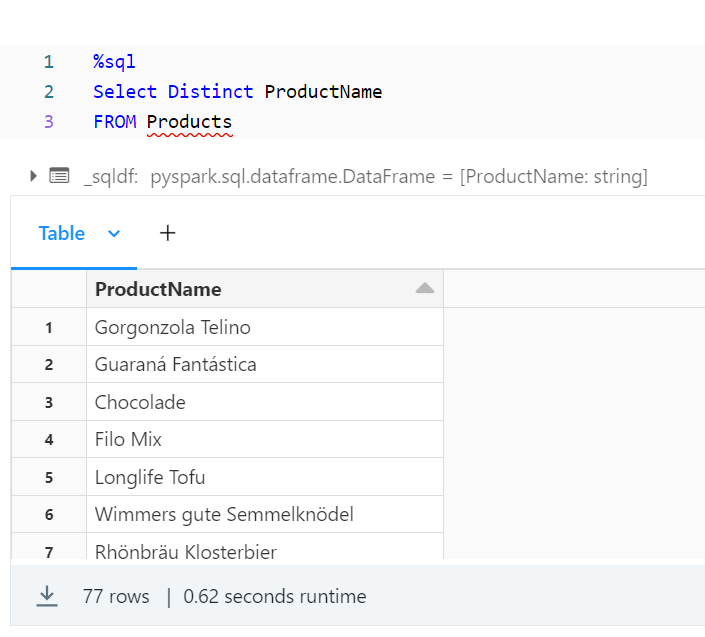 1 %sql
2 Select Distinct ProductName
3 FROM Products
_sqldf: pyspark.sql.dataframe.DataFrame = [ProductName: string]
Table +
ProductName
1 Gorgonzola Telino
2 Guaraná Fantástica
3 Chocolade
4 Filo Mix
5 Longlife Tofu
6 Wimmers gute Semmelknödel
7 Rhönbräu Klosterbier
77 rows | 0.62 seconds runtime